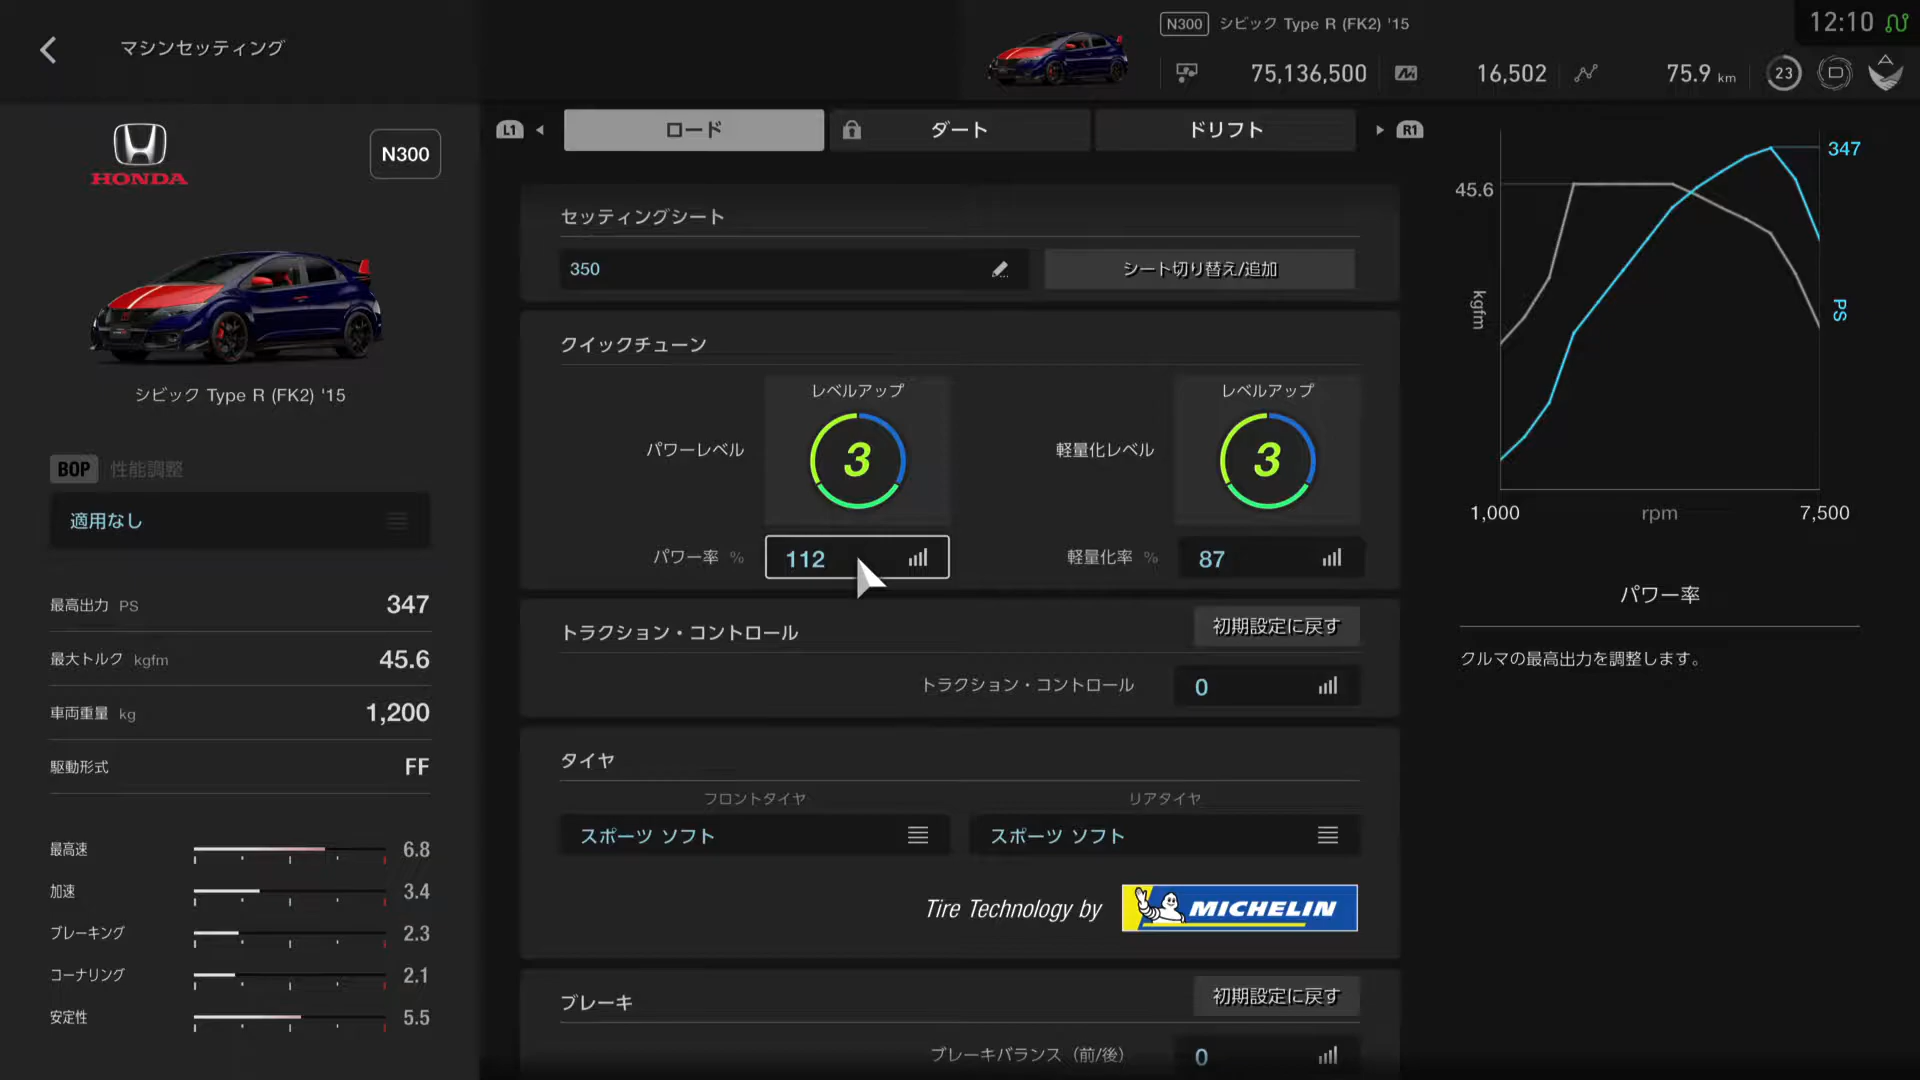 マシンセッティング
N300 シビック Type R (FK2) '15
12:10
75,136,500
16,502
75.9 km
23
D
HONDA
N300
シビック Type R (FK2) '15
BOP 性能調整
適用なし
最高出力 PS 347
最大トルク kgfm 45.6
車両重量 kg 1,200
駆動形式 FF
最高速 6.8
加速 3.4
ブレーキング 2.3
コーナリング 2.1
安定性 5.5
L1 ロード ダート ドリフト R1
セッティングシート
350 シート切り替え/追加
クイックチューン
レベルアップ レベルアップ
パワーレベル 3 軽量化レベル 3
パワー率 % 112 軽量化率 % 87
トラクション・コントロール 初期設定に戻す
トラクション・コントロール 0
タイヤ
フロントタイヤ リアタイヤ
スポーツ ソフト スポーツ ソフト
Tire Technology by MICHELIN
ブレーキ 初期設定に戻す
ブレーキバランス（前/後） 0
347
45.6
kgfm
PS
1,000 rpm 7,500
パワー率
クルマの最高出力を調整します。